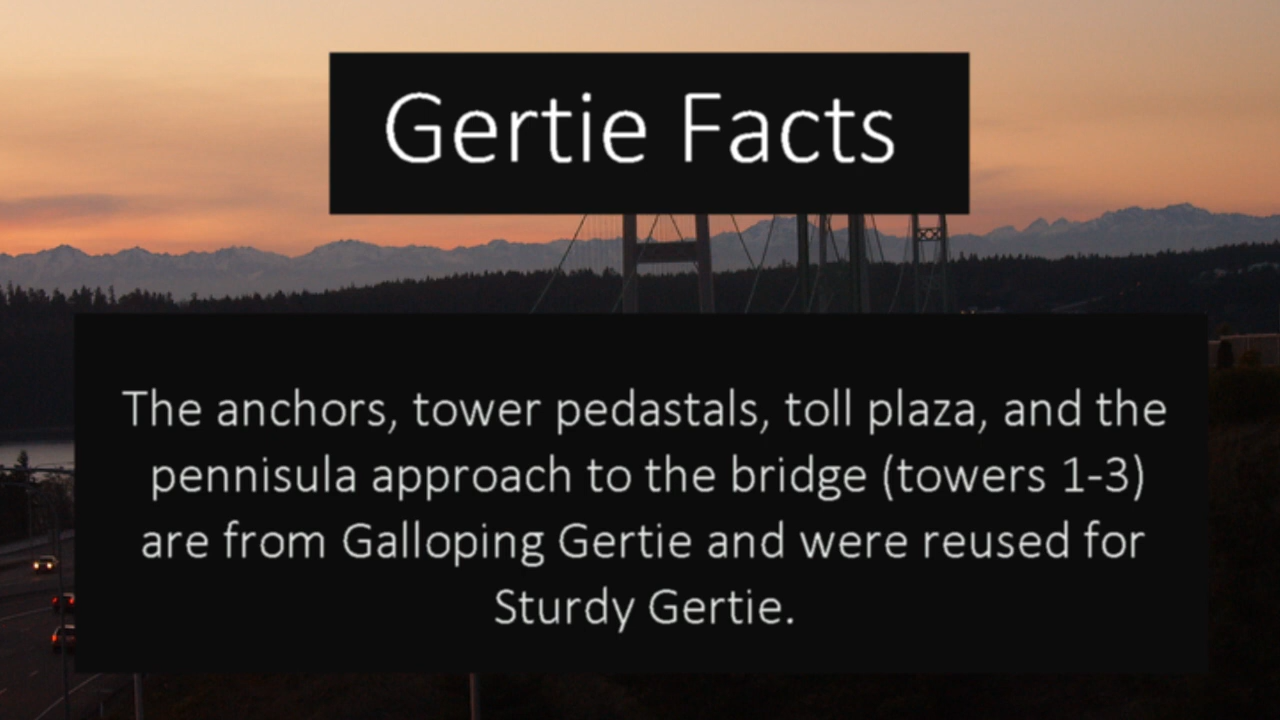 Gertie Facts
The anchors, tower pedastals, toll plaza, and the
pennisula approach to the bridge (towers 1-3)
are from Galloping Gertie and were reused for
Sturdy Gertie.